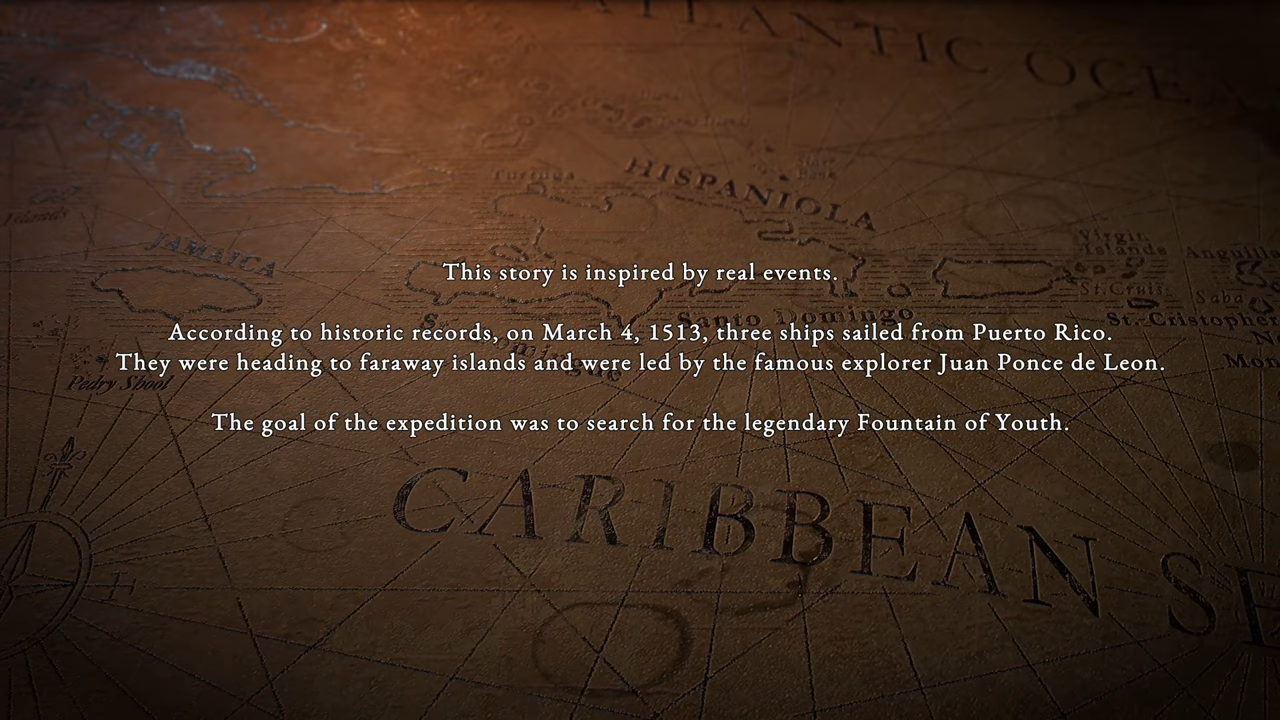 ATLANTIC OCEA
CUBA
HISPANIOLA
Islands
JAMAICA
Virgin
Islands
Anguilla
This story is inspired by real events.
St.Cruis
Saba
Santo Domingo
St.Cristopher
According to historic records, on March 4, 1513, three ships sailed from Puerto Rico.
They were heading to faraway islands and were led by the famous explorer Juan Ponce de Leon.
Pedry Shool
The goal of the expedition was to search for the legendary Fountain of Youth.
CARIBBEAN SE